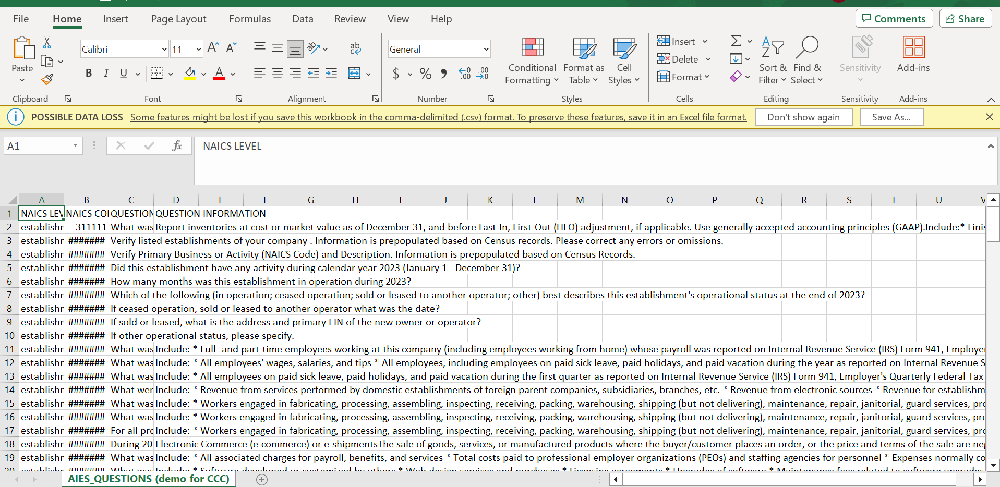 File Home Insert Page Layout Formulas Data Review View Help Comments Share
Calibri 11 General
Insert
Delete
Format
Paste
B I U $ %
Conditional Formatting
Format as Table
Cell Styles
Sort & Filter
Find & Select
Sensitivity
Add-ins
Clipboard Font Alignment Number Styles Cells Editing Sensitivity Add-ins
POSSIBLE DATA LOSS Some features might be lost if you save this workbook in the comma-delimited (.csv) format. To preserve these features, save it in an Excel file format. Don't show again Save As...
A1 fx NAICS LEVEL
A B C D E F G H I J K L M N O P Q R S T U V
1 NAICS LEV NAICS COI QUESTION QUESTION INFORMATION
2 establishr 311111 What was Report inventories at cost or market value as of December 31, and before Last-In, First-Out (LIFO) adjustment, if applicable. Use generally accepted accounting principles (GAAP).Include:* Finis
3 establishr ####### Verify listed establishments of your company . Information is prepopulated based on Census records. Please correct any errors or omissions.
4 establishr ####### Verify Primary Business or Activity (NAICS Code) and Description. Information is prepopulated based on Census Records.
5 establishr ####### Did this establishment have any activity during calendar year 2023 (January 1 - December 31)?
6 establishr ####### How many months was this establishment in operation during 2023?
7 establishr ####### Which of the following (in operation; ceased operation; sold or leased to another operator; other) best describes this establishment's operational status at the end of 2023?
8 establishr ####### If ceased operation, sold or leased to another operator what was the date?
9 establishr ####### If sold or leased, what is the address and primary EIN of the new owner or operator?
10 establishr ####### If other operational status, please specify.
11 establishr ####### What was Include: * Full- and part-time employees working at this company (including employees working from home) whose payroll was reported on Internal Revenue Service (IRS) Form 941, Employer
12 establishr ####### What was Include: * All employees' wages, salaries, and tips * All employees, including employees on paid sick leave, paid holidays, and paid vacation during the year as reported on Internal Revenue S
13 establishr ####### What was Include: * All employees on paid sick leave, paid holidays, and paid vacation during the first quarter as reported on Internal Revenue Service (IRS) Form 941, Employer's Quarterly Federal Tax
14 establishr ####### What wer Include: * Revenue from services performed by domestic establishments of foreign parent companies, subsidiaries, branches, etc. * Revenue from electronic sources * Revenue for establishm
15 establishr ####### What was Include: * Workers engaged in fabricating, processing, assembling, inspecting, receiving, packing, warehousing, shipping (but not delivering), maintenance, repair, janitorial, guard services, pro
16 establishr ####### What was Include: * Workers engaged in fabricating, processing, assembling, inspecting, receiving, packing, warehousing, shipping (but not delivering), maintenance, repair, janitorial, guard services, pro
17 establishr ####### For all pro Include: * Workers engaged in fabricating, processing, assembling, inspecting, receiving, packing, warehousing, shipping (but not delivering), maintenance, repair, janitorial, guard services, pro
18 establishr ####### During 20 Electronic Commerce (e-commerce) or e-shipmentsThe sale of goods, services, or manufactured products where the buyer/customer places an order, or the price and terms of the sale are neg
19 establishr ####### What was Include: * All associated charges for payroll, benefits, and services * Total costs paid to professional employer organizations (PEOs) and staffing agencies for personnel * Expenses normally co
AIES_QUESTIONS (demo for CCC)